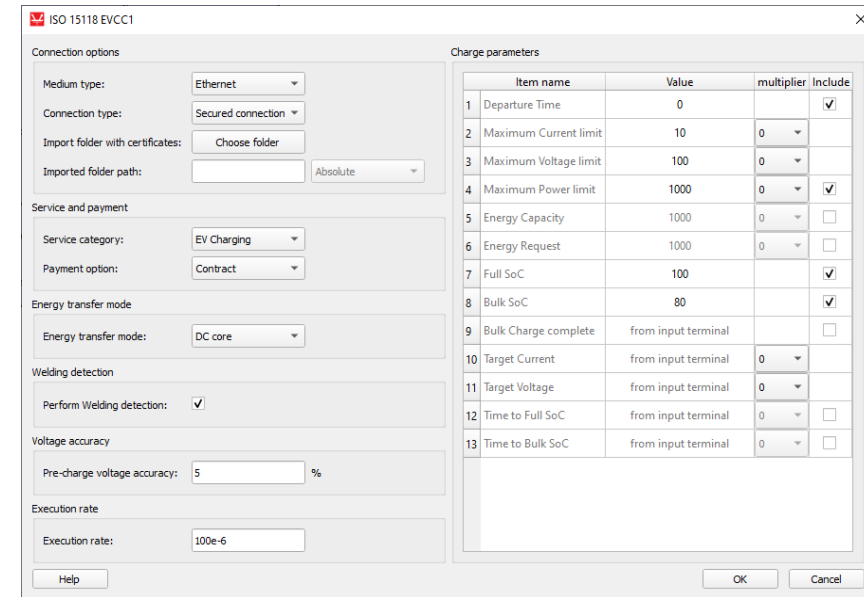 ISO 15118 EVCC1
Connection options
Medium type: Ethernet
Connection type: Secured connection
Import folder with certificates: Choose folder
Imported folder path: Absolute
Service and payment
Service category: EV Charging
Payment option: Contract
Energy transfer mode
Energy transfer mode: DC core
Welding detection
Perform Welding detection:
Voltage accuracy
Pre-charge voltage accuracy: 5 %
Execution rate
Execution rate: 100e-6
Charge parameters
Item name Value multiplier Include
1 Departure Time 0
2 Maximum Current limit 10 0
3 Maximum Voltage limit 100 0
4 Maximum Power limit 1000 0
5 Energy Capacity 1000 0
6 Energy Request 1000 0
7 Full SoC 100
8 Bulk SoC 80
9 Bulk Charge complete from input terminal
10 Target Current from input terminal 0
11 Target Voltage from input terminal 0
12 Time to Full SoC from input terminal 0
13 Time to Bulk SoC from input terminal 0
Help OK Cancel